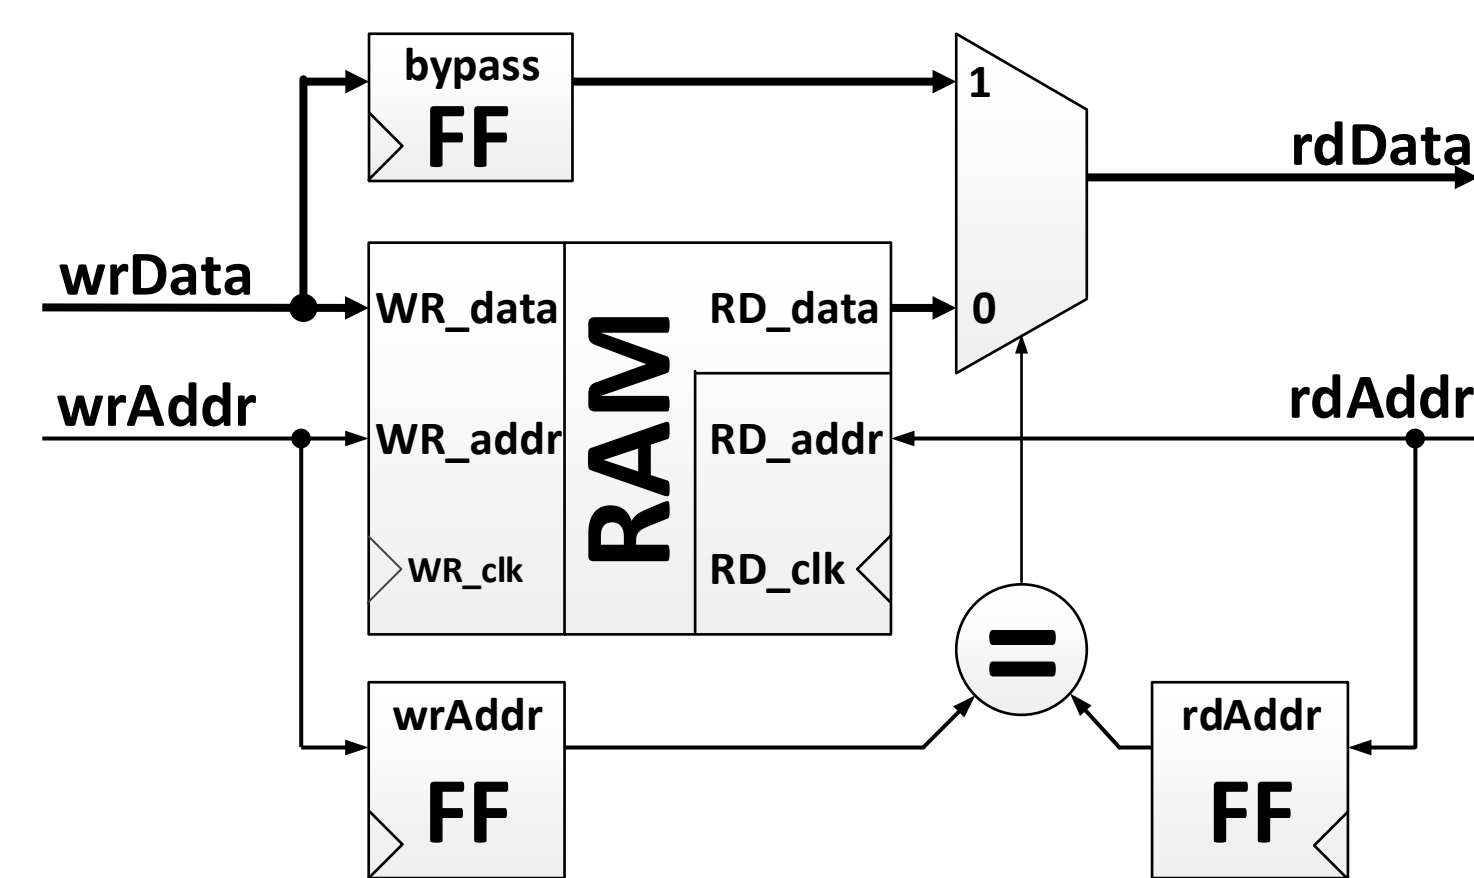 bypass
FF
1
rdData
wrData
WR_data
RAM
RD_data
0
wrAddr
WR_addr
RD_addr
rdAddr
WR_clk
RD_clk
=
wrAddr
FF
rdAddr
FF